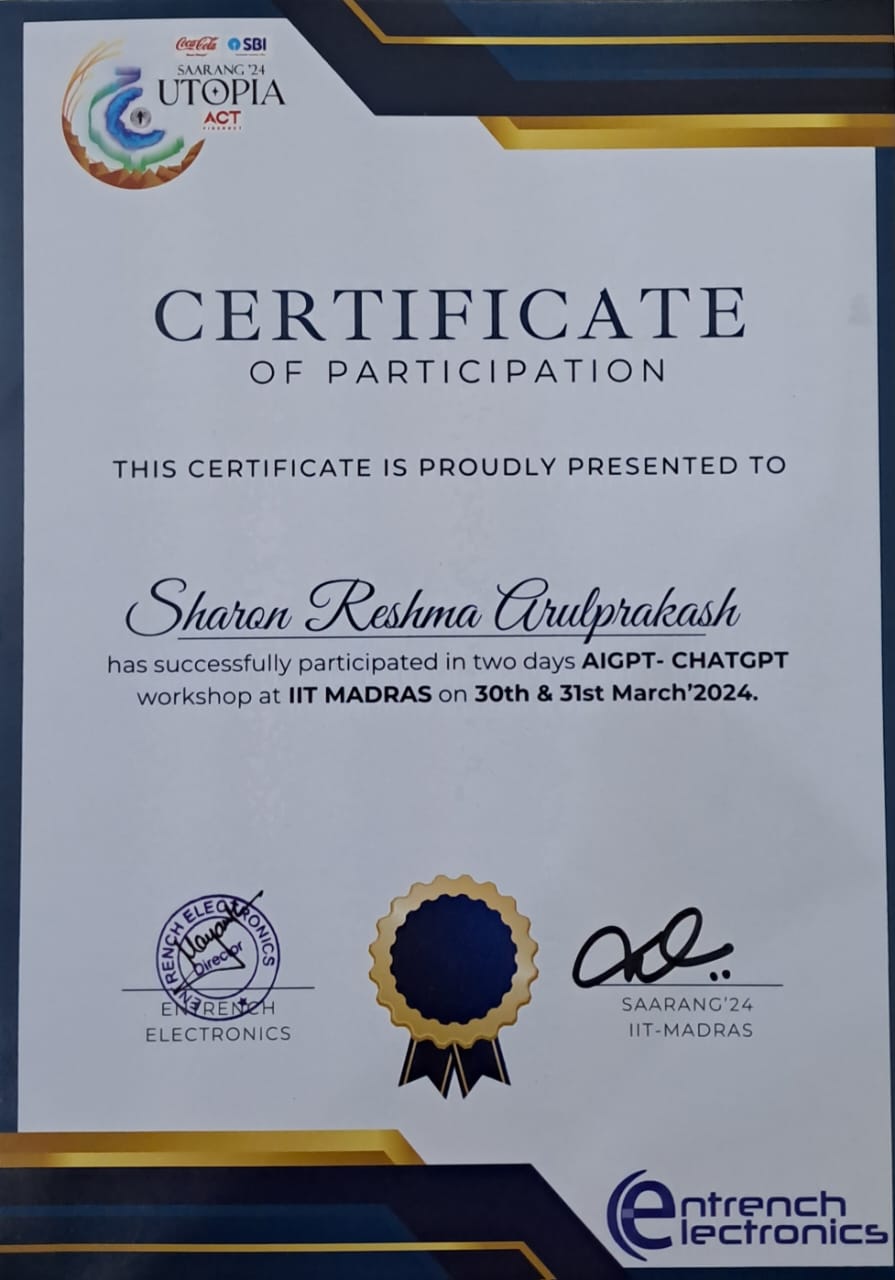 Coca-Cola SBI
SAARANG '24
UTOPIA
ACT
FIBERNET
CERTIFICATE
OF PARTICIPATION
THIS CERTIFICATE IS PROUDLY PRESENTED TO
Sharon Reshma Arulprakash
has successfully participated in two days AIGPT- CHATGPT
workshop at IIT MADRAS on 30th & 31st March'2024.
ENTRENCH ELECTRONICS
Director
ENTRENCH
ELECTRONICS
SAARANG'24
IIT-MADRAS
entrench
electronics